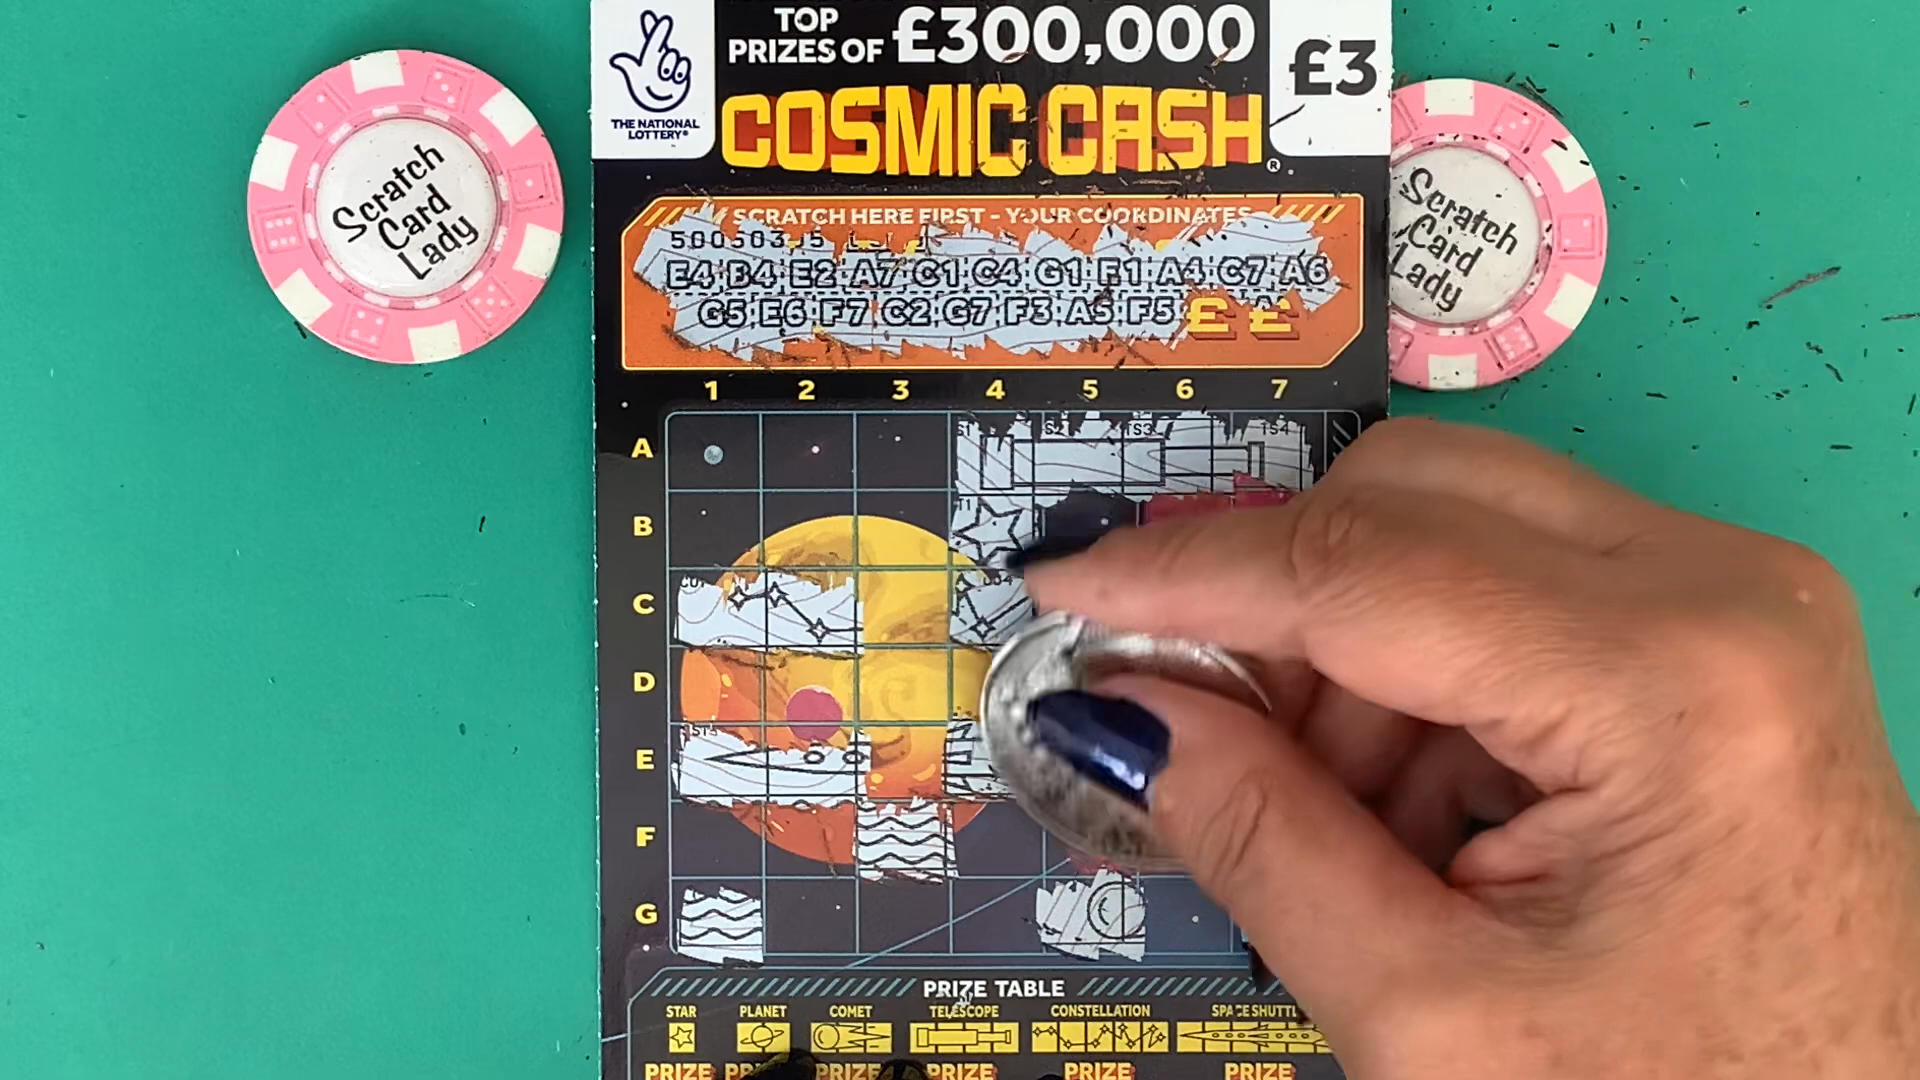 TOP
PRIZES OF £300,000
£3
THE NATIONAL
LOTTERY®
COSMIC CASH®
SCRATCH HERE FIRST - YOUR COORDINATES
E4 B4 E2 A7 C1 C4 G1 F1 A4 C7 A6
G5 E6 F7 C2 G7 F3 A5 F5 £ £
1 2 3 4 5 6 7
A
B
C
D
E
F
G
S2 TS3 TS4
PRIZE TABLE
STAR PLANET COMET TELESCOPE CONSTELLATION
PRIZE PRIZE PRIZE PRIZE PRIZE
Scratch
Card
Lady
Scratch
Card
Lady